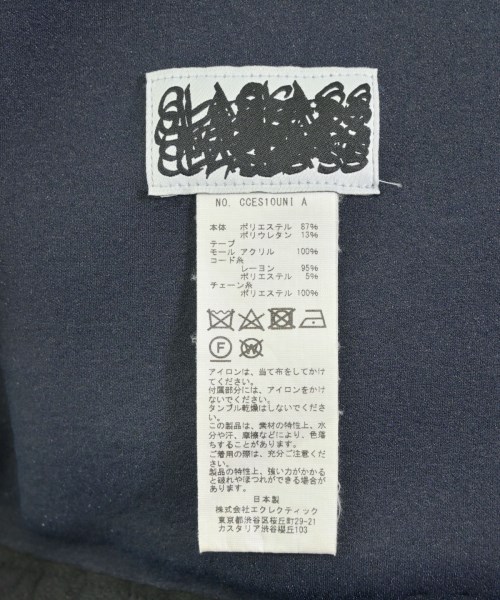 NO. CCES10UNI A
本体 ポリエステル 87%
ポリウレタン 13%
テープ
モール アクリル 100%
コード糸
レーヨン 95%
ポリエステル 5%
チェーン糸
ポリエステル 100%
F W
アイロンは、当て布をしてかけ
てください。
付属部分には、アイロンをかけ
ないでください。
タンブル乾燥はしないでくださ
い。
この製品は、素材の特性上、水
分や汗、摩擦などにより、色落
ちすることがあります。
ご着用の際は、充分ご注意くださ
い。
製品の特性上、強い力がかかる
と縫れやほつれができる場合が
あります。
日本製
株式会社エクレクティック
東京都渋谷区桜丘町29-21
カスタリア渋谷桜丘103